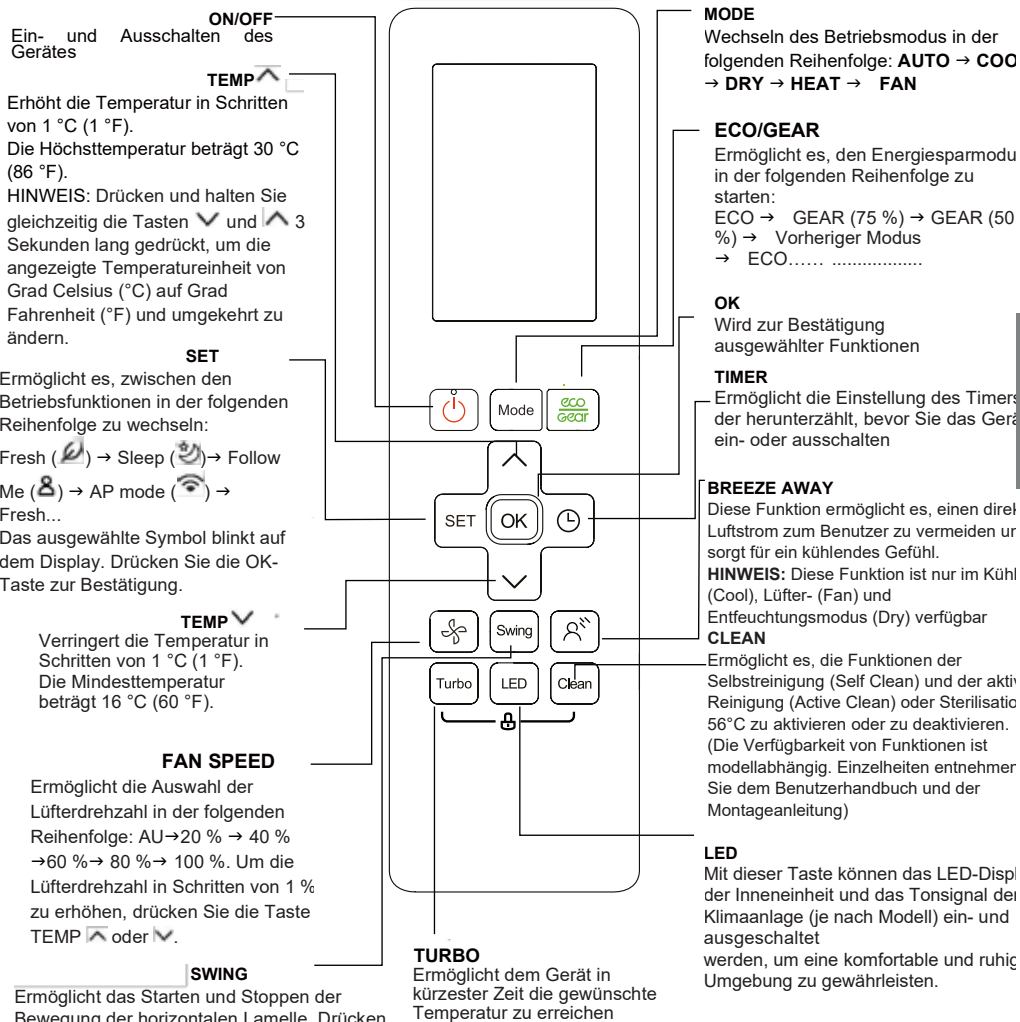 ON/OFF
Ein- und Ausschalten des
Gerätes
TEMP
Erhöht die Temperatur in Schritten
von 1 °C (1 °F).
Die Höchsttemperatur beträgt 30 °C
(86 °F).
HINWEIS: Drücken und halten Sie
gleichzeitig die Tasten und 3
Sekunden lang gedrückt, um die
angezeigte Temperatureinheit von
Grad Celsius (°C) auf Grad
Fahrenheit (°F) und umgekehrt zu
ändern.
SET
Ermöglicht es, zwischen den
Betriebsfunktionen in der folgenden
Reihenfolge zu wechseln:
Fresh ( ) → Sleep ( ) → Follow
Me ( ) → AP mode ( ) →
Fresh...
Das ausgewählte Symbol blinkt auf
dem Display. Drücken Sie die OK-
Taste zur Bestätigung.
TEMP
Verringert die Temperatur in
Schritten von 1 °C (1 °F).
Die Mindesttemperatur
beträgt 16 °C (60 °F).
FAN SPEED
Ermöglicht die Auswahl der
Lüfterdrehzahl in der folgenden
Reihenfolge: AU→20 % → 40 %
→60 %→ 80 %→ 100 %. Um die
Lüfterdrehzahl in Schritten von 1 %
zu erhöhen, drücken Sie die Taste
TEMP oder .
SWING
Ermöglicht das Starten und Stoppen der
Bewegung der horizontalen Lamelle. Drücken
Mode
eco
Gear
SET
OK
Swing
Turbo
LED
Clean
TURBO
Ermöglicht dem Gerät in
kürzester Zeit die gewünschte
Temperatur zu erreichen
MODE
Wechseln des Betriebsmodus in der
folgenden Reihenfolge: AUTO → COO
→ DRY → HEAT → FAN
ECO/GEAR
Ermöglicht es, den Energiesparmodu
in der folgenden Reihenfolge zu
starten:
ECO → GEAR (75 %) → GEAR (50
%) → Vorheriger Modus
→ ECO…… ..................
OK
Wird zur Bestätigung
ausgewählter Funktionen
TIMER
Ermöglicht die Einstellung des Timers
der herunterzählt, bevor Sie das Gerä
ein- oder ausschalten
BREEZE AWAY
Diese Funktion ermöglicht es, einen direk
Luftstrom zum Benutzer zu vermeiden un
sorgt für ein kühlendes Gefühl.
HINWEIS: Diese Funktion ist nur im Kühl
(Cool), Lüfter- (Fan) und
Entfeuchtungsmodus (Dry) verfügbar
CLEAN
Ermöglicht es, die Funktionen der
Selbstreinigung (Self Clean) und der aktiv
Reinigung (Active Clean) oder Sterilisatio
56°C zu aktivieren oder zu deaktivieren.
(Die Verfügbarkeit von Funktionen ist
modellabhängig. Einzelheiten entnehmen
Sie dem Benutzerhandbuch und der
Montageanleitung)
LED
Mit dieser Taste können das LED-Displ
der Inneneinheit und das Tonsignal der
Klimaanlage (je nach Modell) ein- und
ausgeschaltet
werden, um eine komfortable und ruhig
Umgebung zu gewährleisten.